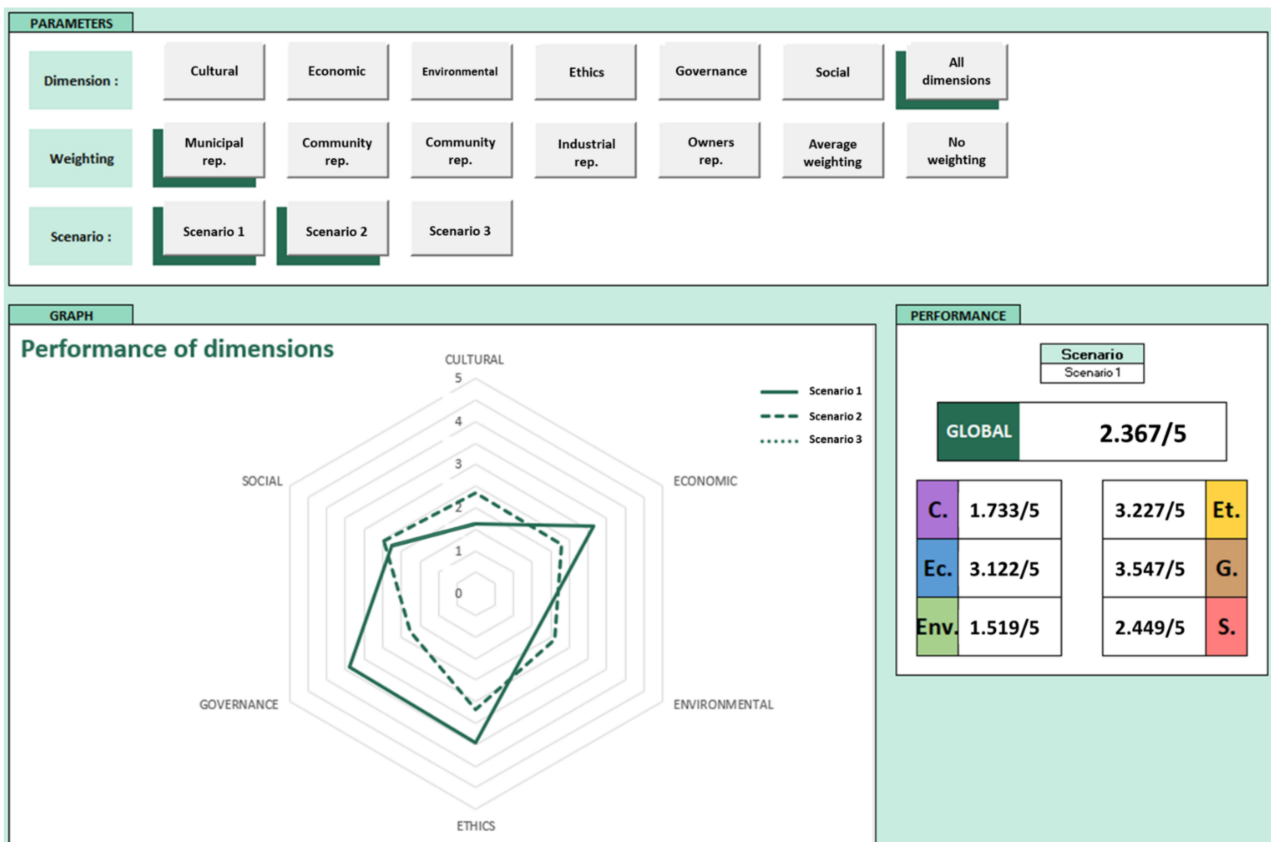 PARAMETERS
Dimension :
Cultural
Economic
Environmental
Ethics
Governance
Social
All
dimensions
Weighting
Municipal
rep.
Community
rep.
Community
rep.
Industrial
rep.
Owners
rep.
Average
weighting
No
weighting
Scenario :
Scenario 1
Scenario 2
Scenario 3
GRAPH
Performance of dimensions
CULTURAL
5
4
3
2
1
0
SOCIAL
ECONOMIC
GOVERNANCE
ENVIRONMENTAL
ETHICS
Scenario 1
Scenario 2
Scenario 3
PERFORMANCE
Scenario
Scenario 1
GLOBAL 2.367/5
C. 1.733/5 3.227/5 Et.
Ec. 3.122/5 3.547/5 G.
Env. 1.519/5 2.449/5 S.